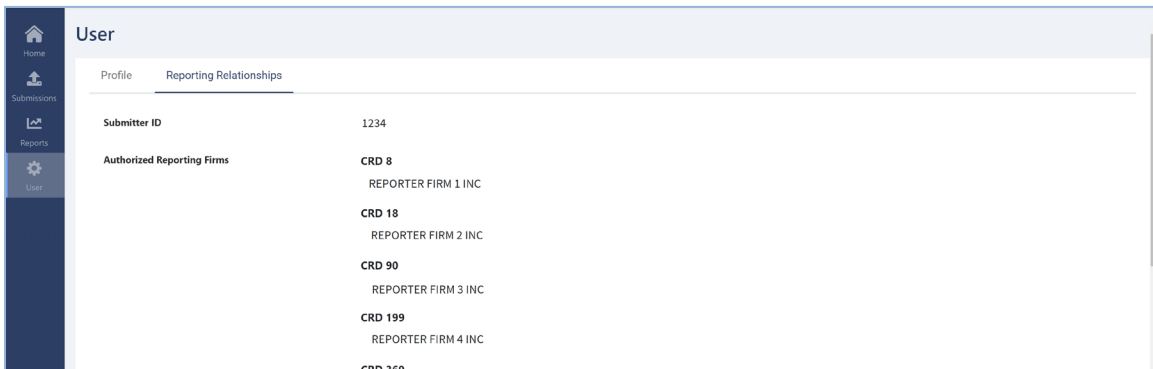 User
Home
Submissions
Reports
User
Profile Reporting Relationships
Submitter ID 1234
Authorized Reporting Firms CRD 8
REPORTER FIRM 1 INC
CRD 18
REPORTER FIRM 2 INC
CRD 90
REPORTER FIRM 3 INC
CRD 199
REPORTER FIRM 4 INC